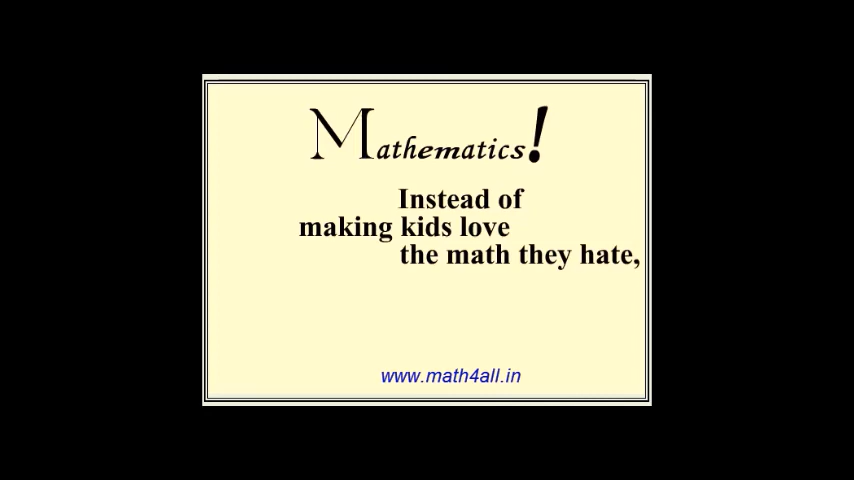 Mathematics!
Instead of
making kids love
the math they hate,
www.math4all.in